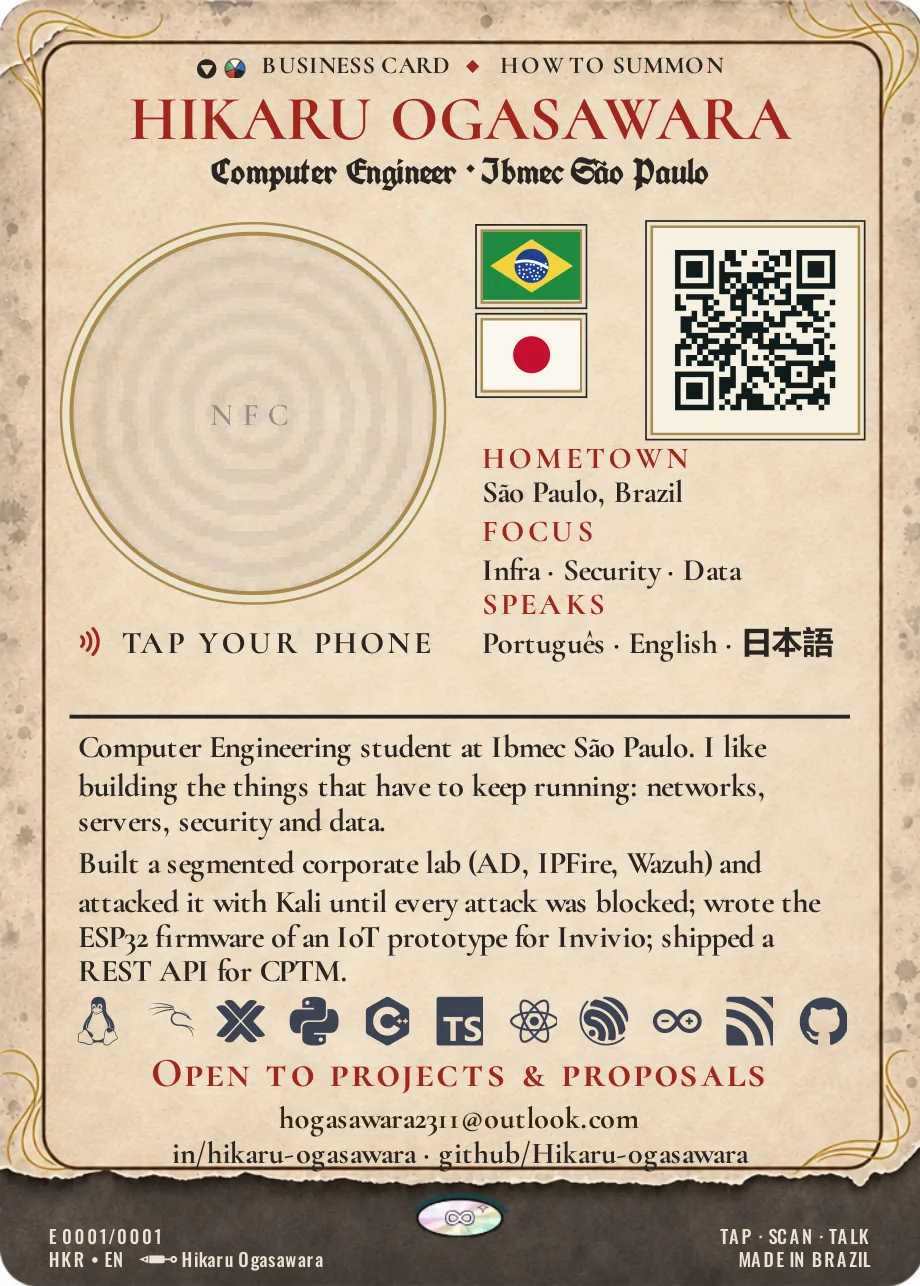 BUSINESS CARD ◆ HOW TO SUMMON
HIKARU OGASAWARA
Computer Engineer · Ibmec São Paulo
NFC
TAP YOUR PHONE
HOMETOWN
São Paulo, Brazil
FOCUS
Infra · Security · Data
SPEAKS
Português · English · 日本語
Computer Engineering student at Ibmec São Paulo. I like
building the things that have to keep running: networks,
servers, security and data.
Built a segmented corporate lab (AD, IPFire, Wazuh) and
attacked it with Kali until every attack was blocked; wrote the
ESP32 firmware of an IoT prototype for Invivio; shipped a
REST API for CPTM.
C++
TS
OPEN TO PROJECTS & PROPOSALS
hogasawara2311@outlook.com
in/hikaru-ogasawara · github/Hikaru-ogasawara
E 0001/0001
HKR • EN Hikaru Ogasawara
TAP · SCAN · TALK
MADE IN BRAZIL